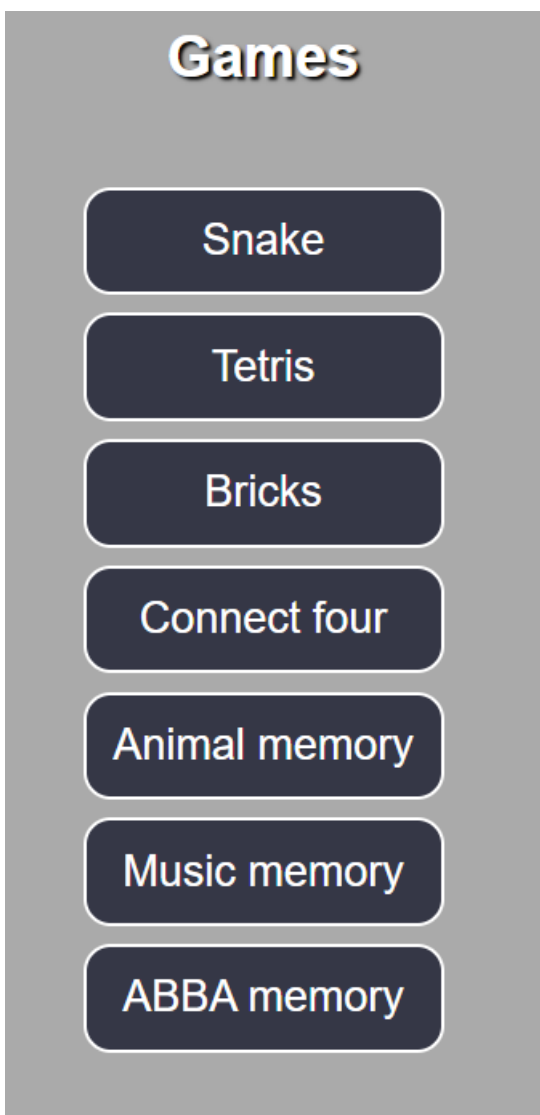 Games
Snake
Tetris
Bricks
Connect four
Animal memory
Music memory
ABBA memory